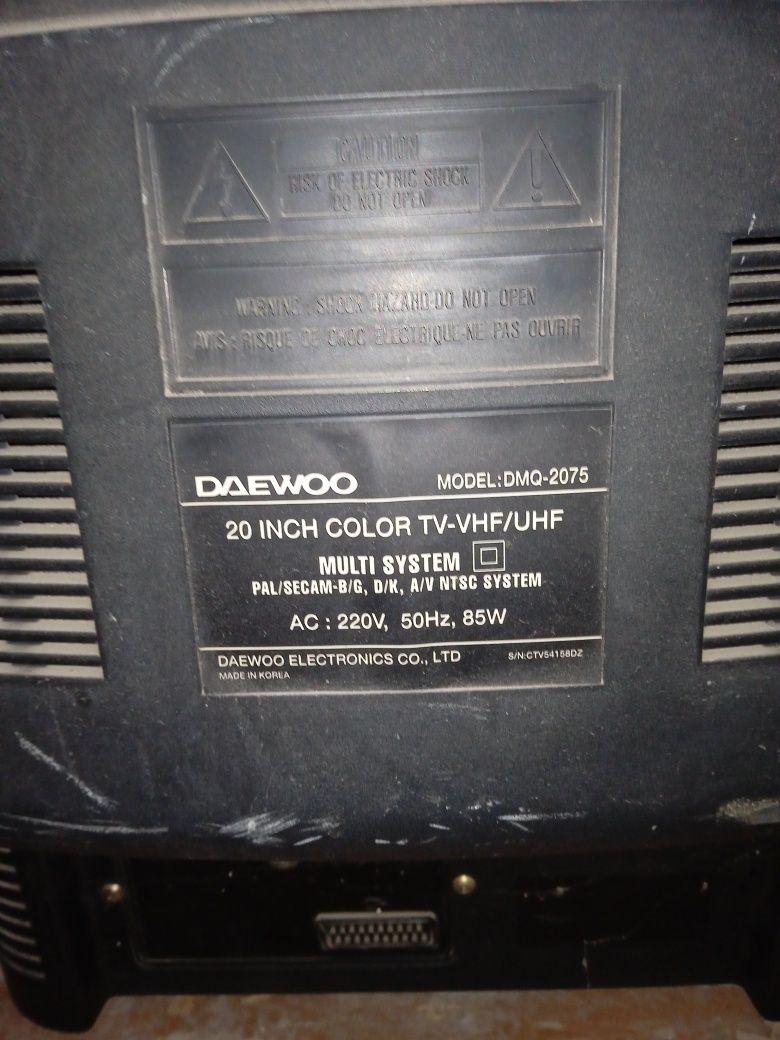 CAUTION
RISK OF ELECTRIC SHOCK
DO NOT OPEN
WARNING : SHOCK HAZARD-DO NOT OPEN
AVIS : RISQUE DE CHOC ELECTRIQUE-NE PAS OUVRIR
DAEWOO MODEL:DMQ-2075
20 INCH COLOR TV-VHF/UHF
MULTI SYSTEM
PAL/SECAM-B/G, D/K, A/V NTSC SYSTEM
AC : 220V, 50Hz, 85W
DAEWOO ELECTRONICS CO., LTD S/N:CTV54158DZ
MADE IN KOREA